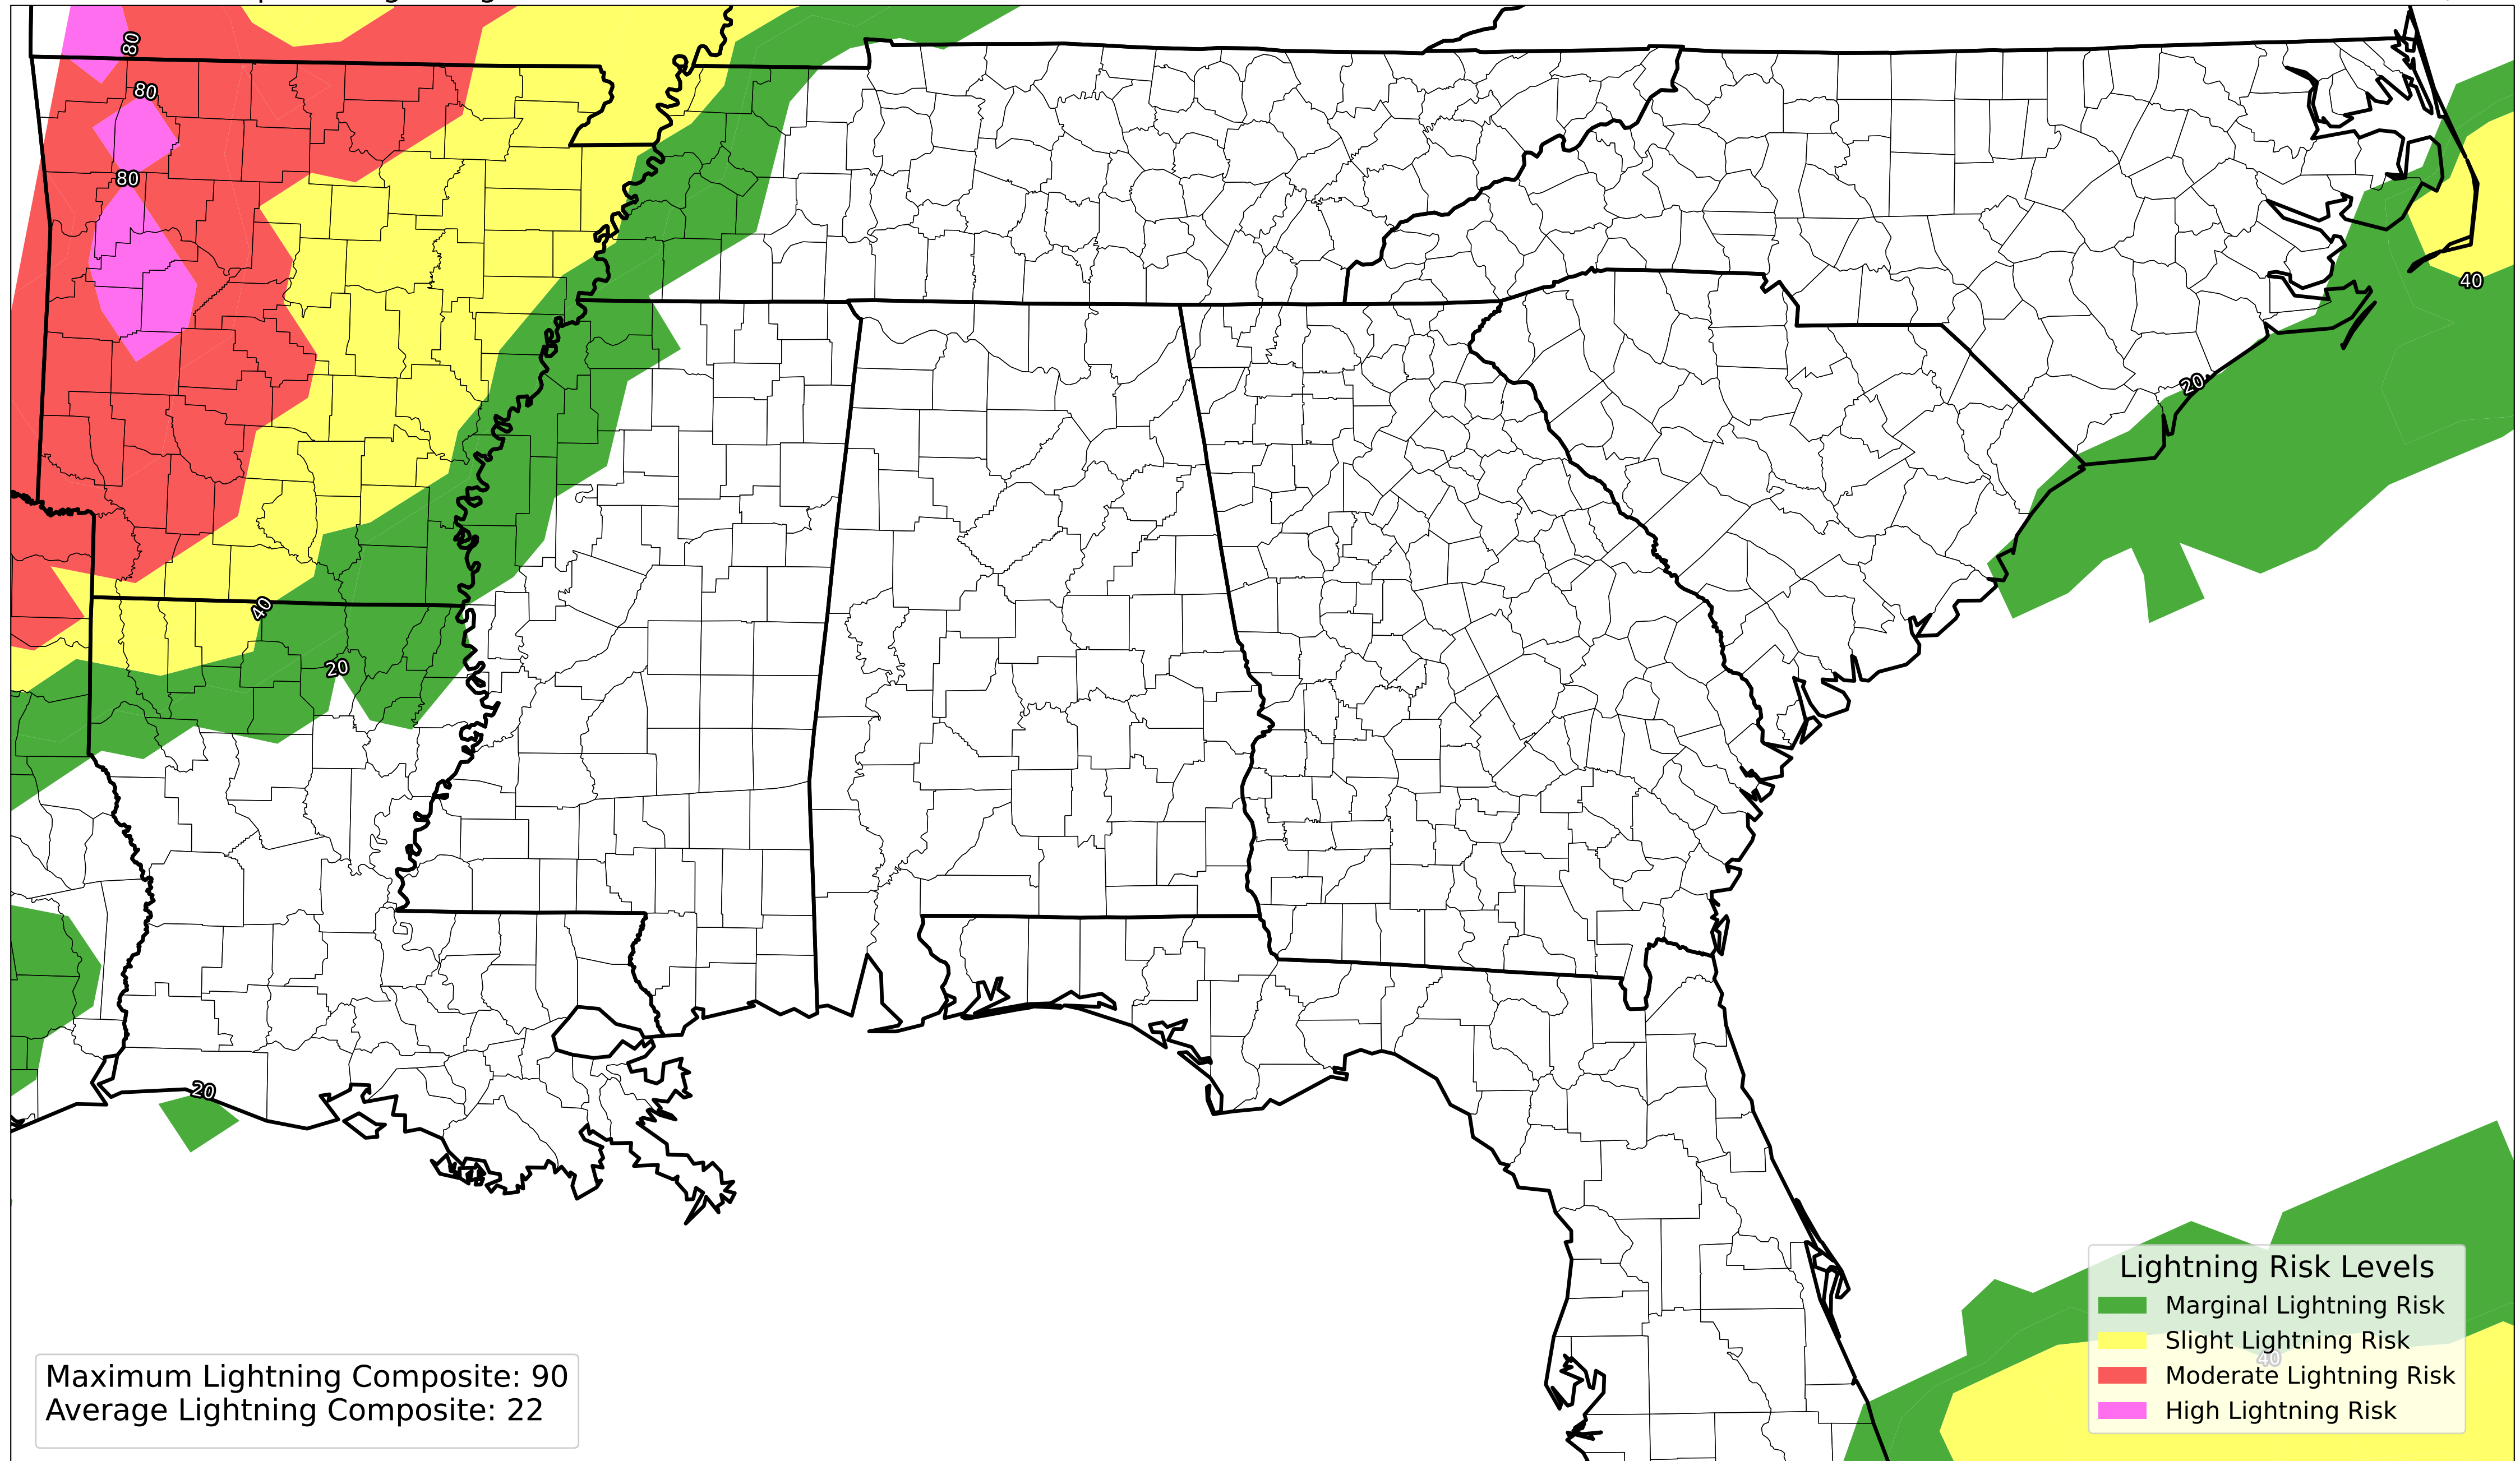 80
80
80
40
20
40
20
20
Lightning Risk Levels
Marginal Lightning Risk
Slight Lightning Risk
40
Moderate Lightning Risk
High Lightning Risk
Maximum Lightning Composite: 90
Average Lightning Composite: 22